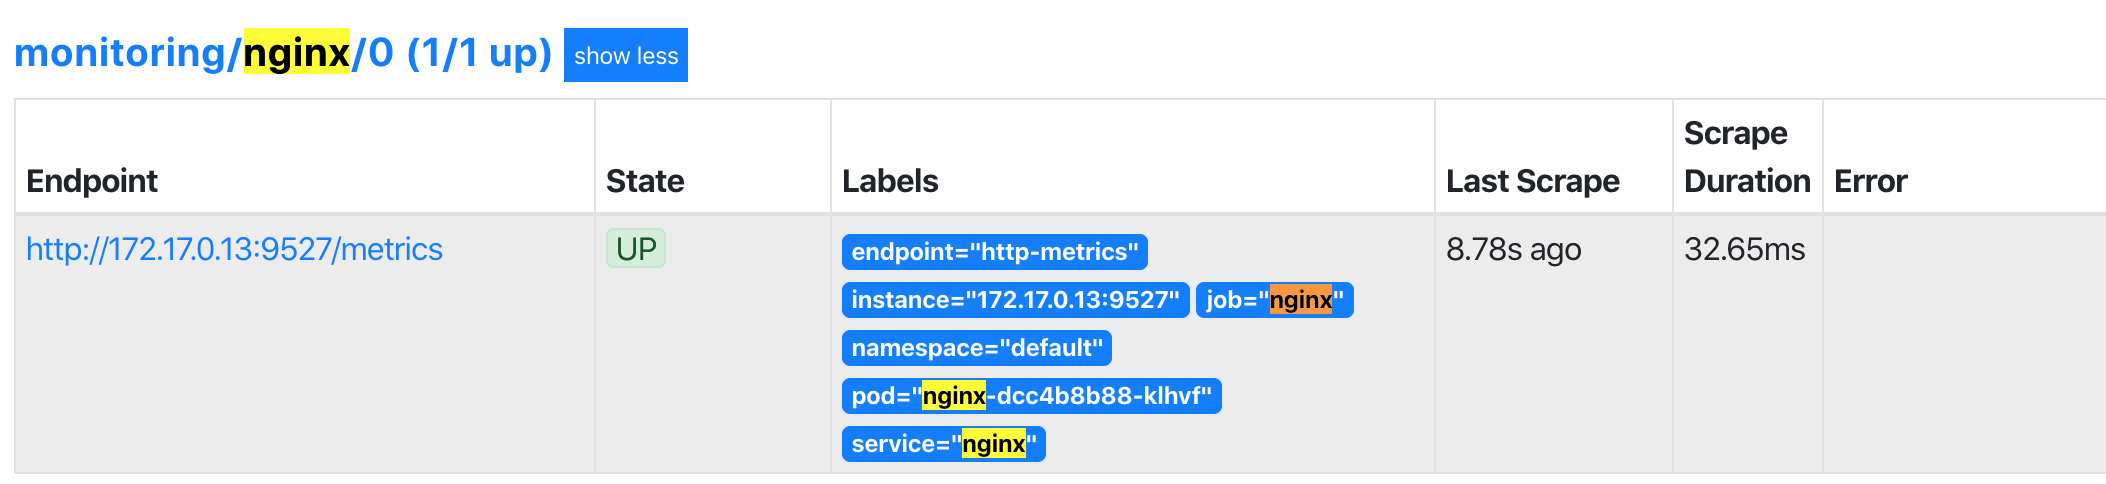 monitoring/nginx/0 (1/1 up) show less
Endpoint State Labels Last Scrape Scrape Duration Error
http://172.17.0.13:9527/metrics UP endpoint="http-metrics" 8.78s ago 32.65ms
instance="172.17.0.13:9527" job="nginx"
namespace="default"
pod="nginx-dcc4b8b88-klhvf"
service="nginx"